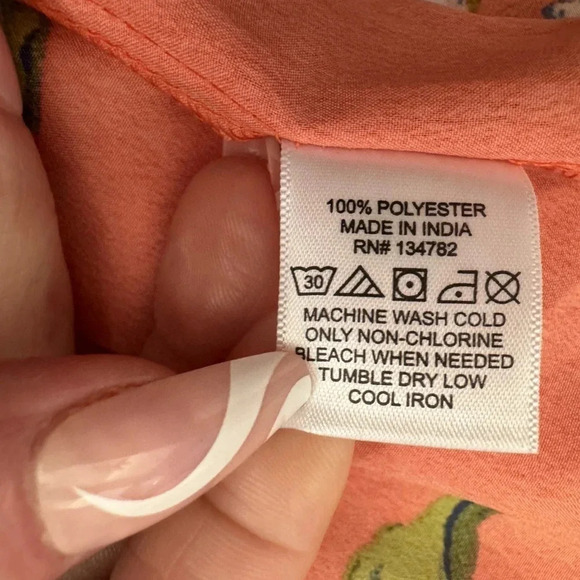 100% POLYESTER
MADE IN INDIA
RN# 134782
30
MACHINE WASH COLD
ONLY NON-CHLORINE
BLEACH WHEN NEEDED
TUMBLE DRY LOW
COOL IRON